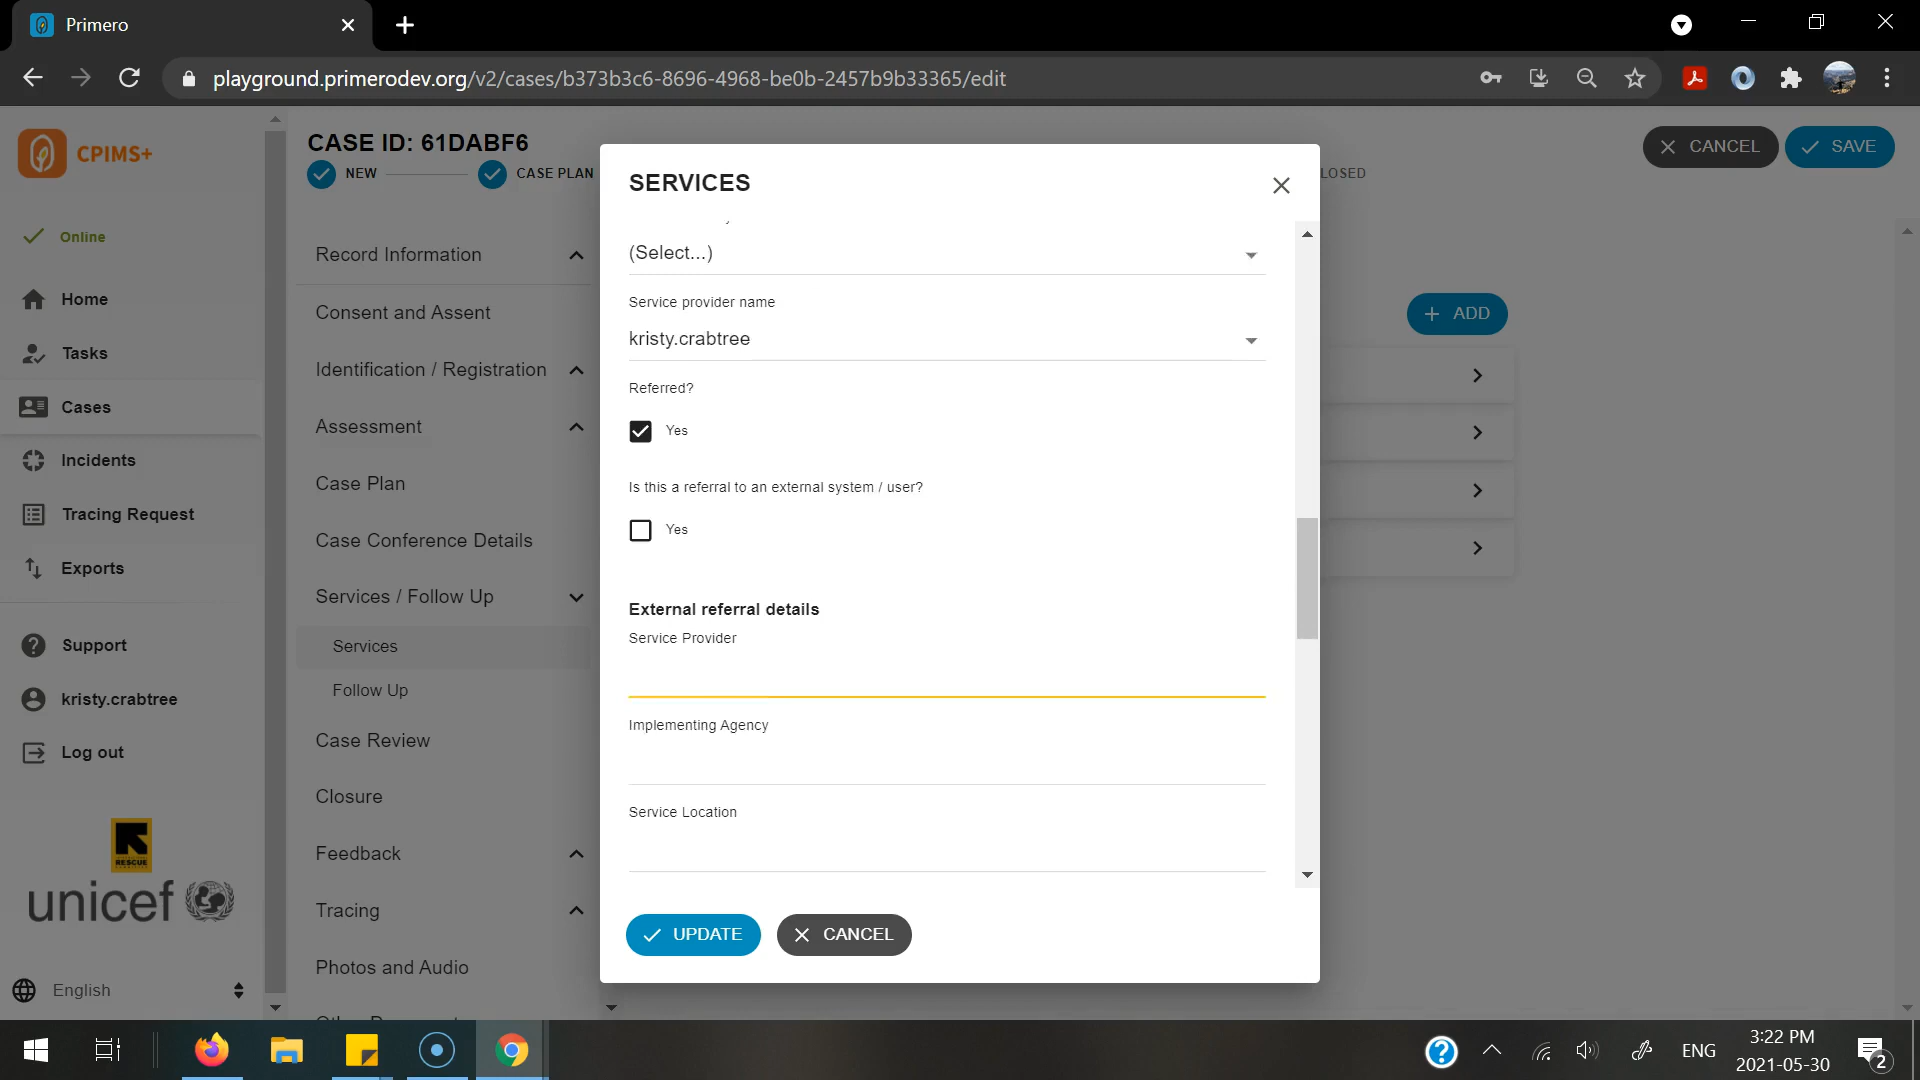 Primero
playground.primerodev.org/v2/cases/b373b3c6-8696-4968-be0b-2457b9b33365/edit
CPIMS+
Online
Home
Tasks
Cases
Incidents
Tracing Request
Exports
Support
kristy.crabtree
Log out
RESCUE
unicef
English
CASE ID: 61DABF6
NEW
CASE PLAN
LOSED
CANCEL
SAVE
Record Information
Consent and Assent
Identification / Registration
Assessment
Case Plan
Case Conference Details
Services / Follow Up
Services
Follow Up
Case Review
Closure
Feedback
Tracing
Photos and Audio
ADD
SERVICES
(Select...)
Service provider name
kristy.crabtree
Referred?
Yes
Is this a referral to an external system / user?
Yes
External referral details
Service Provider
Implementing Agency
Service Location
UPDATE
CANCEL
ENG
3:22 PM
2021-05-30
2